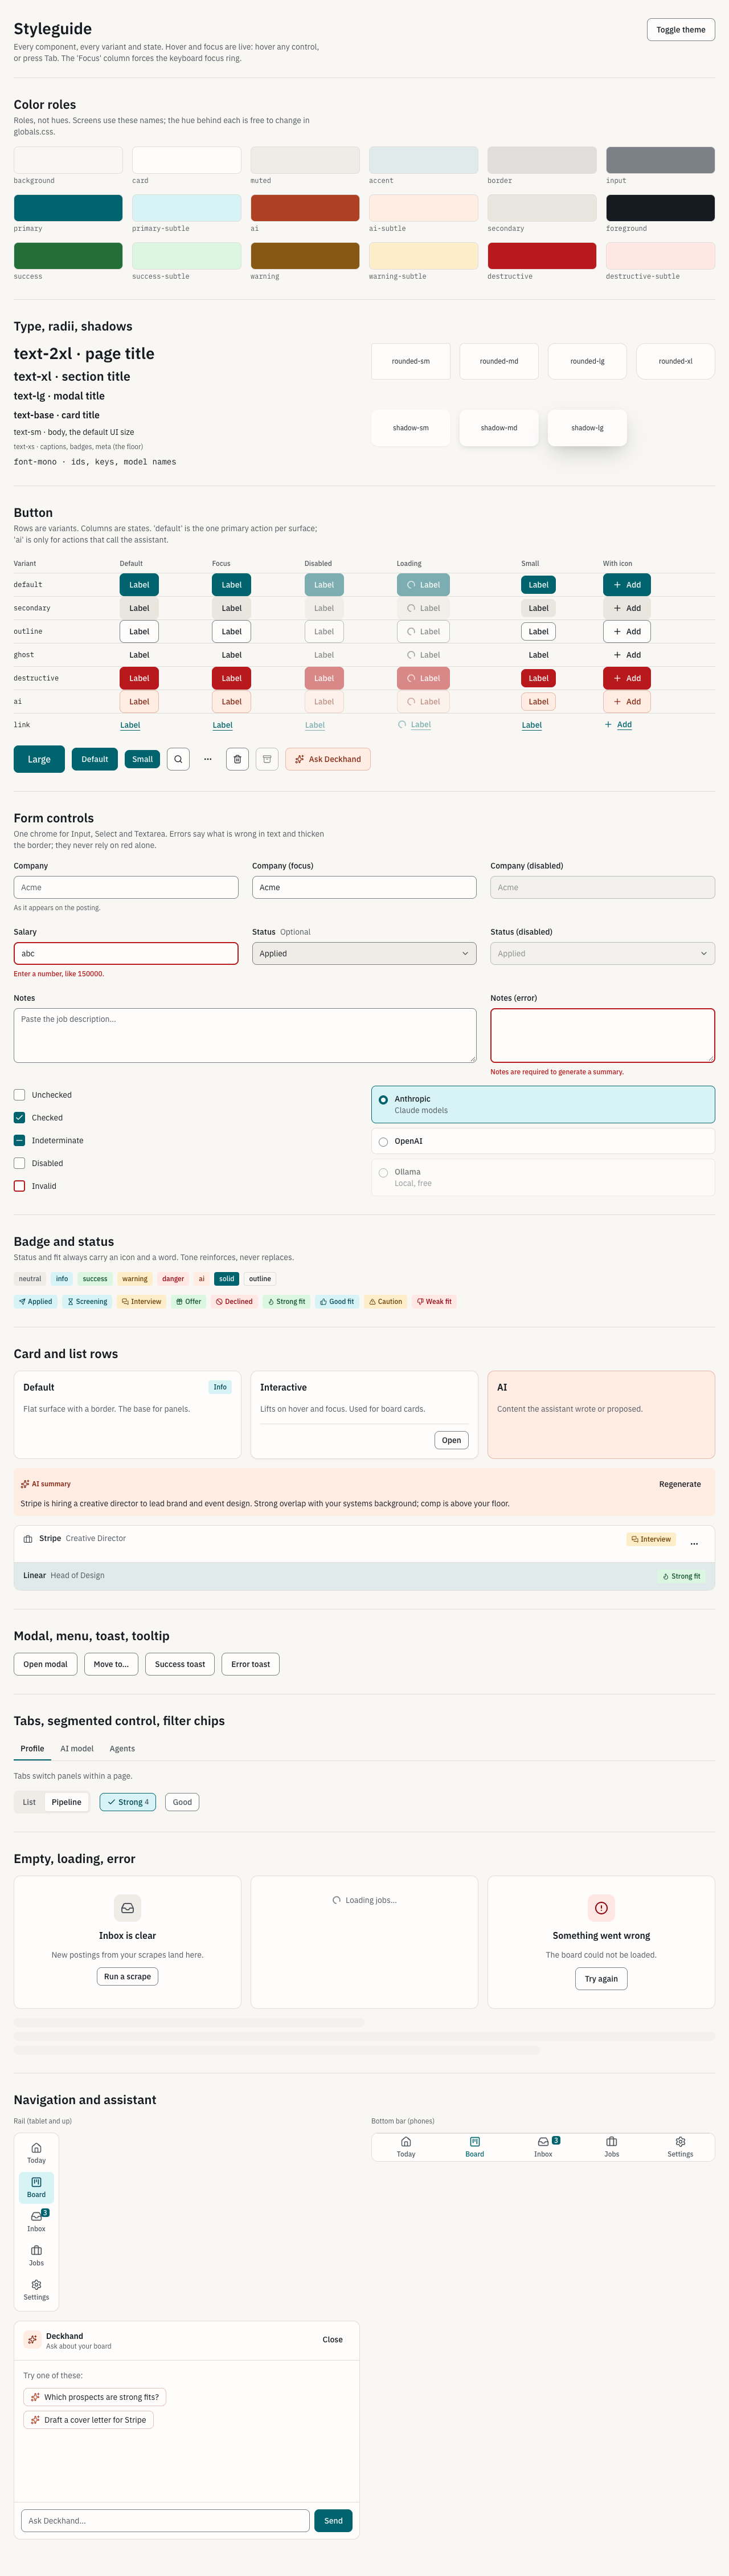 Styleguide
Toggle theme
Every component, every variant and state. Hover and focus are live: hover any control,
or press Tab. The 'Focus' column forces the keyboard focus ring.
Color roles
Roles, not hues. Screens use these names; the hue behind each is free to change in
globals.css.
background card muted accent border input
primary primary-subtle ai ai-subtle secondary foreground
success success-subtle warning warning-subtle destructive destructive-subtle
Type, radii, shadows
text-2xl · page title
text-xl · section title
text-lg · modal title
text-base · card title
text-sm · body, the default UI size
text-xs · captions, badges, meta (the floor)
font-mono · ids, keys, model names
rounded-sm rounded-md rounded-lg rounded-xl
shadow-sm shadow-md shadow-lg
Button
Rows are variants. Columns are states. 'default' is the one primary action per surface;
'ai' is only for actions that call the assistant.
Variant Default Focus Disabled Loading Small With icon
default Label Label Label Label Label Add
secondary Label Label Label Label Label Add
outline Label Label Label Label Label Add
ghost Label Label Label Label Label Add
destructive Label Label Label Label Label Add
ai Label Label Label Label Label Add
link Label Label Label Label Label Add
Large Default Small Ask Deckhand
Form controls
One chrome for Input, Select and Textarea. Errors say what is wrong in text and thicken
the border; they never rely on red alone.
Company Company (focus) Company (disabled)
Acme Acme Acme
As it appears on the posting.
Salary Status Optional Status (disabled)
abc Applied Applied
Enter a number, like 150000.
Notes Notes (error)
Paste the job description...
Notes are required to generate a summary.
Unchecked
Checked
Indeterminate
Disabled
Invalid
Anthropic
Claude models
OpenAI
Ollama
Local, free
Badge and status
Status and fit always carry an icon and a word. Tone reinforces, never replaces.
neutral info success warning danger ai solid outline
Applied Screening Interview Offer Declined Strong fit Good fit Caution Weak fit
Card and list rows
Default Info
Flat surface with a border. The base for panels.
Interactive
Lifts on hover and focus. Used for board cards.
Open
AI
Content the assistant wrote or proposed.
AI summary Regenerate
Stripe is hiring a creative director to lead brand and event design. Strong overlap with your systems background; comp is above your floor.
Stripe Creative Director Interview
Linear Head of Design Strong fit
Modal, menu, toast, tooltip
Open modal Move to... Success toast Error toast
Tabs, segmented control, filter chips
Profile AI model Agents
Tabs switch panels within a page.
List Pipeline Strong 4 Good
Empty, loading, error
Inbox is clear
New postings from your scrapes land here.
Run a scrape
Loading jobs...
Something went wrong
The board could not be loaded.
Try again
Navigation and assistant
Rail (tablet and up)
Today
Board
3
Inbox
Jobs
Settings
Bottom bar (phones)
3
Today Board Inbox Jobs Settings
Deckhand
Ask about your board
Close
Try one of these:
Which prospects are strong fits?
Draft a cover letter for Stripe
Ask Deckhand... Send